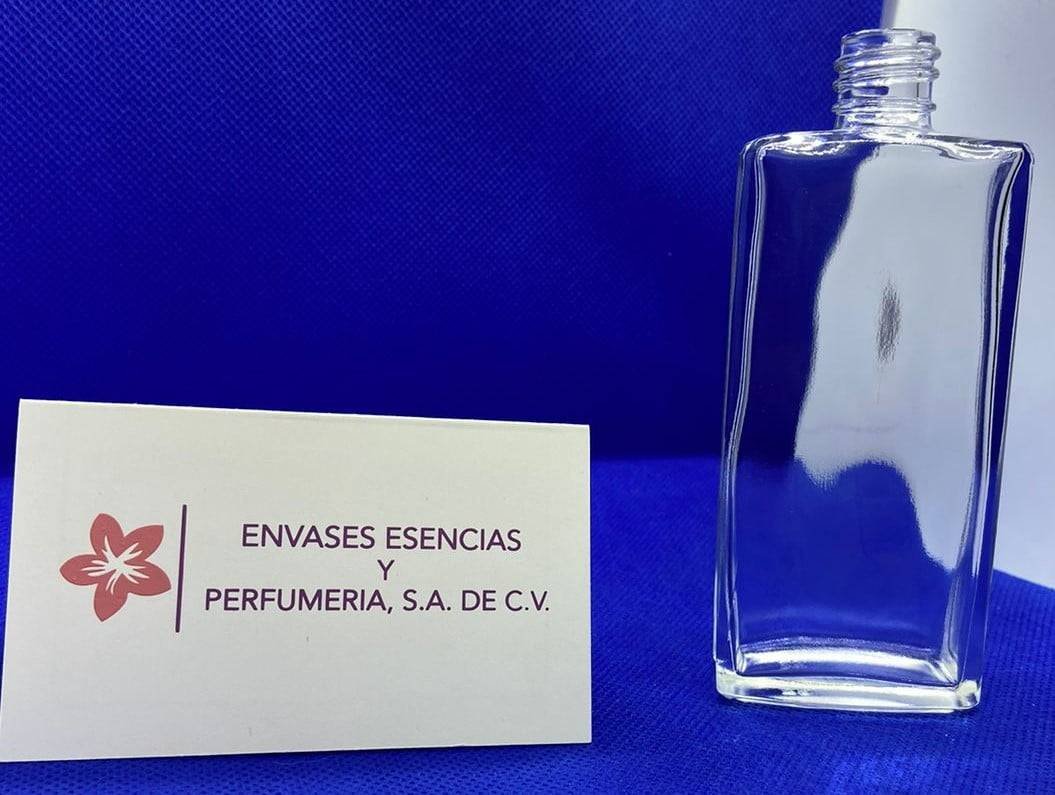 ENVASES ESENCIAS
Y
PERFUMERIA, S.A. DE C.V.